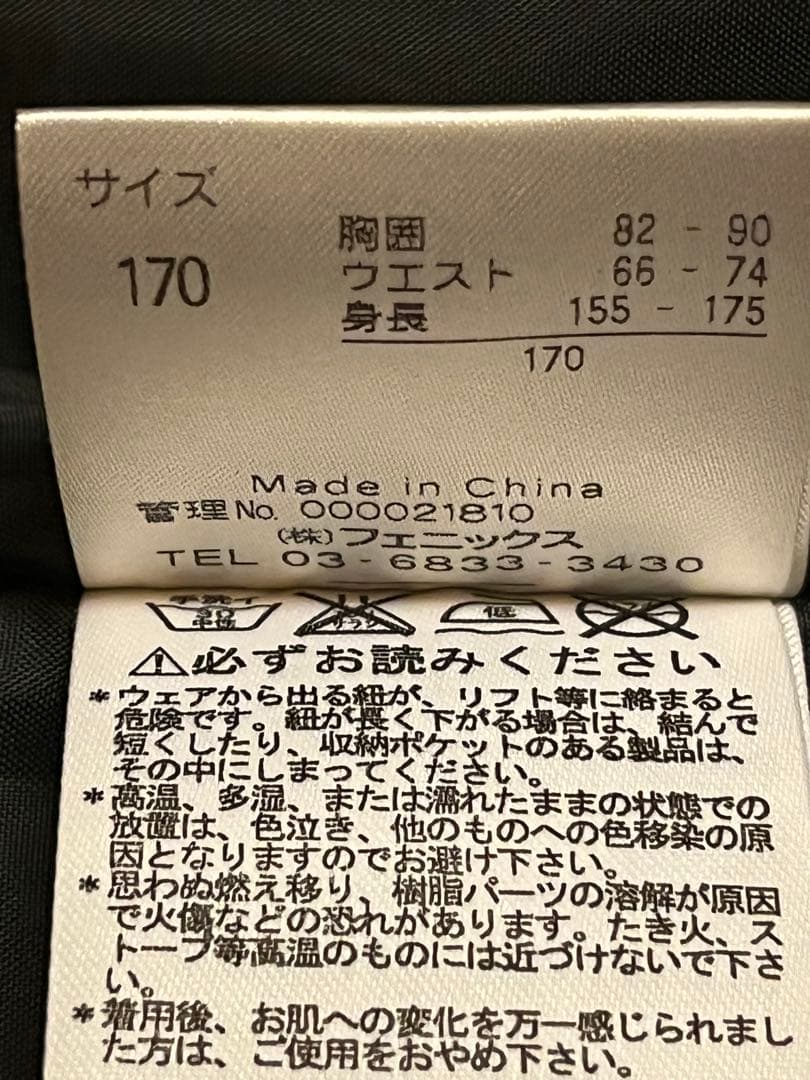 サイズ
170
胸囲 82 - 90
ウエスト 66 - 74
身長 155 - 175
170
Made in China
管理No. 000021810
(株)フェニックス
TEL 03-6833-3430
手洗イ 30 中性
サラシ
低
⚠必ずお読みください
*ウェアから出る紐が、リフト等に絡まると
危険です。紐が長く下がる場合は、結んで
短くしたり、収納ポケットのある製品は、
その中にしまってください。
*高温、多湿、または濡れたままの状態での
放置は、色泣き、他のものへの色移染の原
因となりますのでお避け下さい。
*思わぬ燃え移り、樹脂パーツの溶解が原因
で火傷などの恐れがあります。たき火、ス
トーブ等高温のものには近づけないで下さ
い。
*着用後、お肌への変化を万一感じられまし
た方は、ご使用をおやめ下さい。